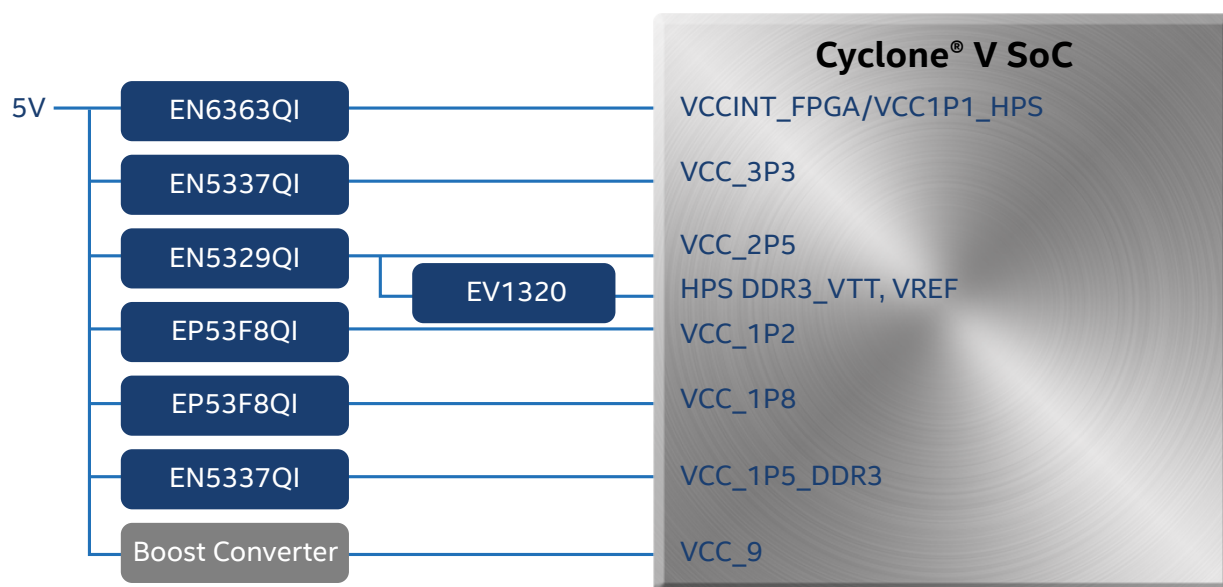 Cyclone® V SoC
5V
EN6363QI
VCCINT_FPGA/VCC1P1_HPS
EN5337QI
VCC_3P3
EN5329QI
VCC_2P5
EV1320
HPS DDR3_VTT, VREF
EP53F8QI
VCC_1P2
EP53F8QI
VCC_1P8
EN5337QI
VCC_1P5_DDR3
Boost Converter
VCC_9